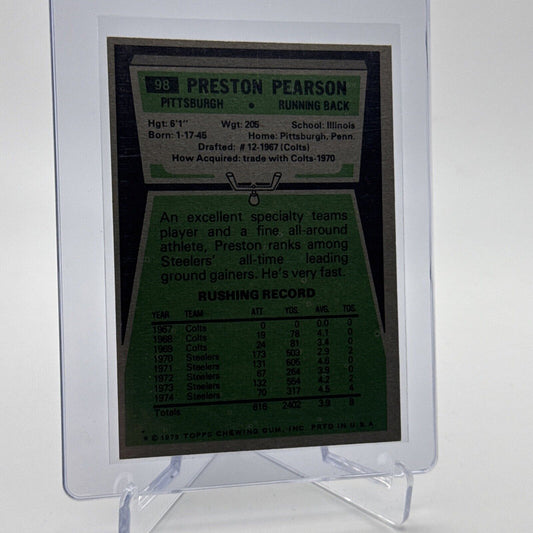 98 PRESTON PEARSON
PITTSBURGH • RUNNING BACK
Hgt: 6'1" Wgt: 205 School: Illinois
Born: 1-17-45 Home: Pittsburgh, Penn.
Drafted: #12-1967 (Colts)
How Acquired: trade with Colts-1970
An excellent specialty teams
player and a fine all-around
athlete, Preston ranks among
Steelers' all-time leading
ground gainers. He's very fast.
RUSHING RECORD
YEAR TEAM ATT. YDS. AVG. TDS.
1967 Colts 0 0 0.0 0
1968 Colts 19 78 4.1 0
1969 Colts 24 81 3.4 0
1970 Steelers 173 503 2.9 2
1971 Steelers 131 605 4.6 0
1972 Steelers 67 264 3.9 0
1973 Steelers 132 554 4.2 2
1974 Steelers 70 317 4.5 4
Totals 616 2402 3.9 8
* © 1975 TOPPS CHEWING GUM, INC. PRTD IN U.S.A.